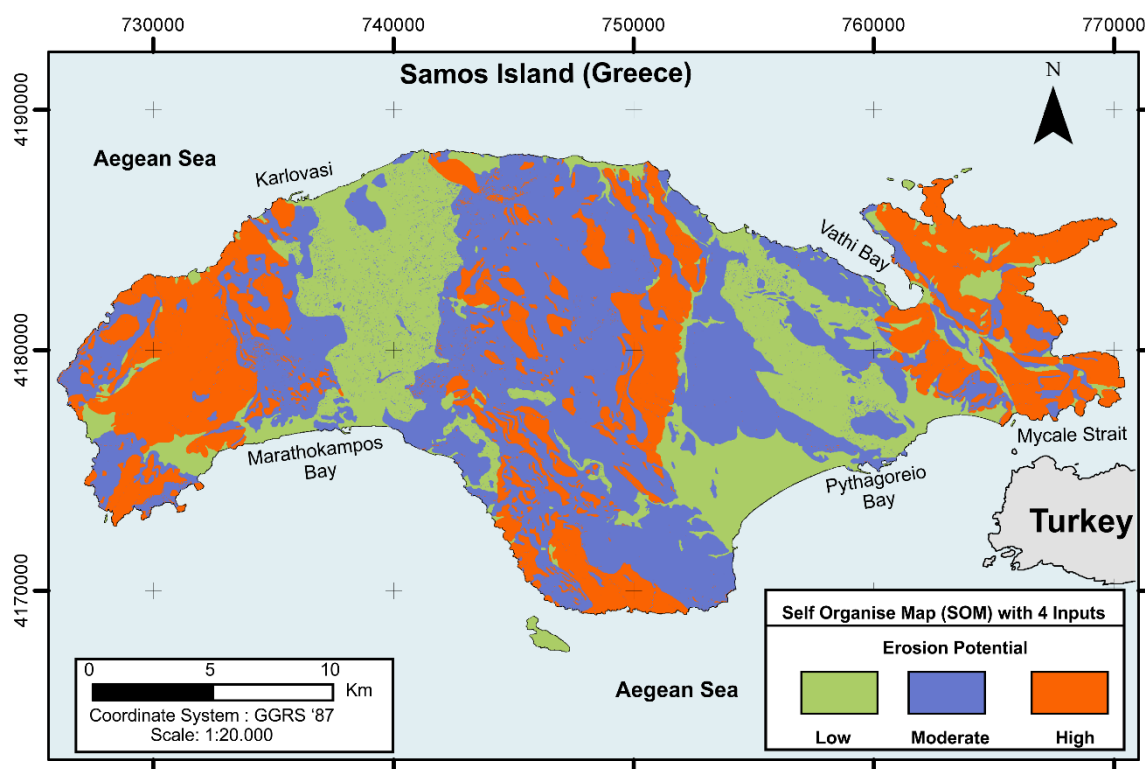 730000 740000 750000 760000 770000
Samos Island (Greece)
N
4190000
Aegean Sea
Karlovasi
Vathi Bay
4180000
Marathokampos
Bay
Mycale Strait
Pythagoreio
Bay
Turkey
4170000
Self Organise Map (SOM) with 4 Inputs
Erosion Potential
Low Moderate High
0 5 10
Km
Coordinate System : GGRS ‘87
Scale: 1:20.000
Aegean Sea